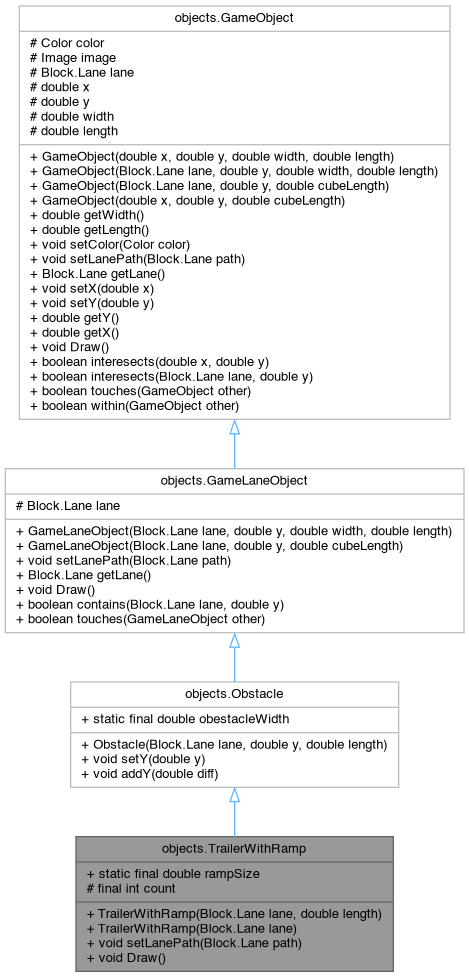 objects.GameObject
# Color color
# Image image
# Block.Lane lane
# double x
# double y
# double width
# double length
+ GameObject(double x, double y, double width, double length)
+ GameObject(Block.Lane lane, double y, double width, double length)
+ GameObject(Block.Lane lane, double y, double cubeLength)
+ GameObject(double x, double y, double cubeLength)
+ double getWidth()
+ double getLength()
+ void setColor(Color color)
+ void setLanePath(Block.Lane path)
+ Block.Lane getLane()
+ void setX(double x)
+ void setY(double y)
+ double getY()
+ double getX()
+ void Draw()
+ boolean interesects(double x, double y)
+ boolean interesects(Block.Lane lane, double y)
+ boolean touches(GameObject other)
+ boolean within(GameObject other)
objects.GameLaneObject
# Block.Lane lane
+ GameLaneObject(Block.Lane lane, double y, double width, double length)
+ GameLaneObject(Block.Lane lane, double y, double cubeLength)
+ void setLanePath(Block.Lane path)
+ Block.Lane getLane()
+ void Draw()
+ boolean contains(Block.Lane lane, double y)
+ boolean touches(GameLaneObject other)
objects.Obstacle
+ static final double obestacleWidth
+ Obstacle(Block.Lane lane, double y, double length)
+ void setY(double y)
+ void addY(double diff)
objects.TrailerWithRamp
+ static final double rampSize
# final int count
+ TrailerWithRamp(Block.Lane lane, double length)
+ TrailerWithRamp(Block.Lane lane)
+ void setLanePath(Block.Lane path)
+ void Draw()